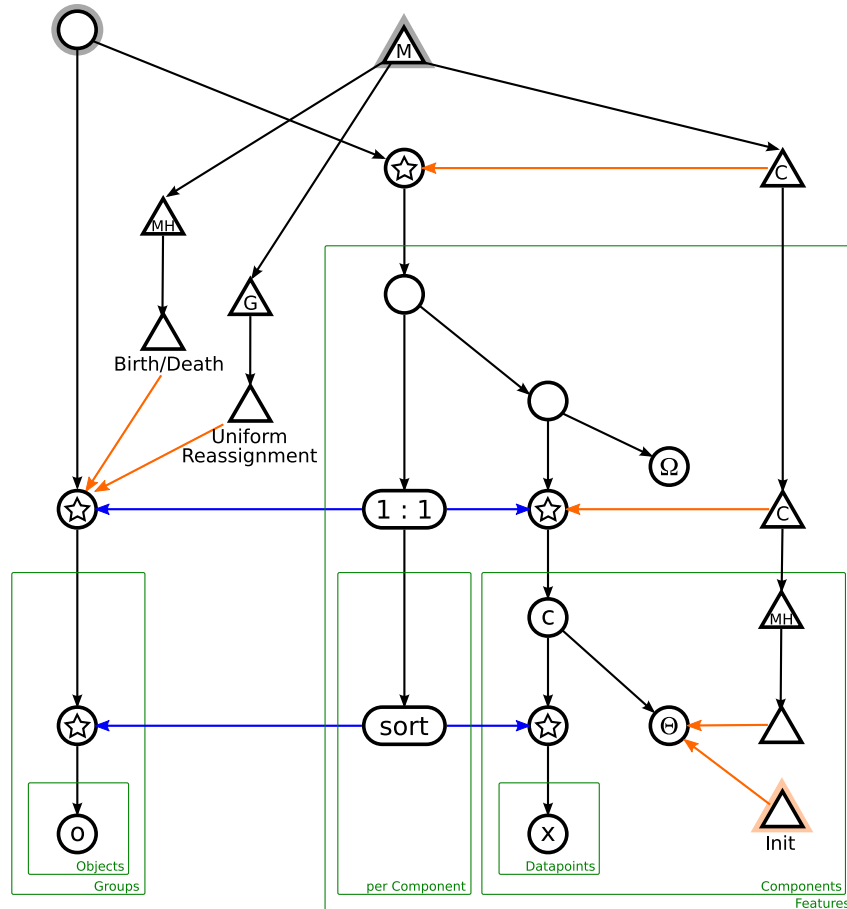 M
C
MH
G
Birth/Death
Uniform
Reassignment
Ω
1 : 1
C
C
MH
sort
Θ
o
x
Init
Objects
Datapoints
Groups
per Component
Components
Features